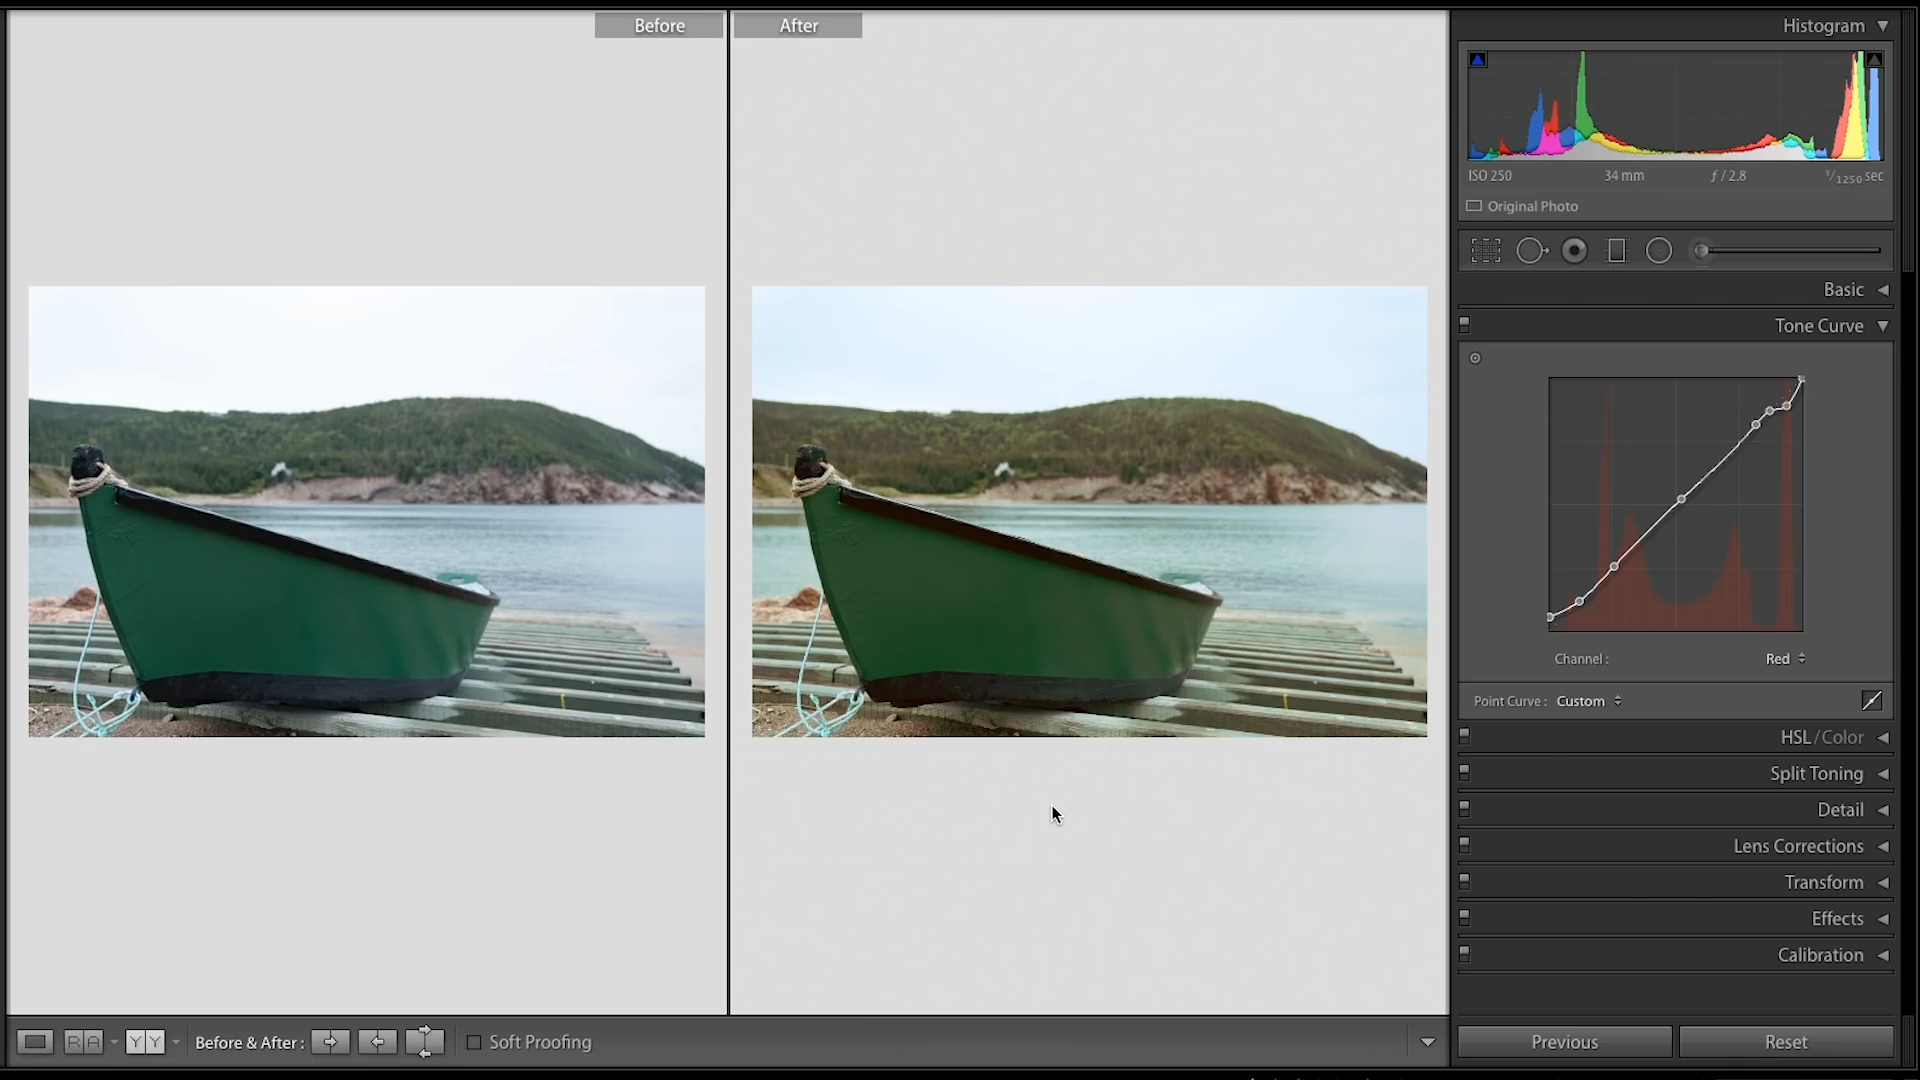 Before
After
Histogram
ISO 250 34 mm ƒ / 2.8 1/1250 sec
Original Photo
Basic
Tone Curve
Channel : Red
Point Curve : Custom
HSL / Color
Split Toning
Detail
Lens Corrections
Transform
Effects
Calibration
R A Y Y Before & After : Soft Proofing
Previous Reset